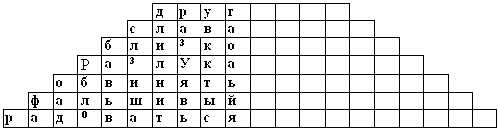 друг
слава
близко
РазлУка
обвинять
фальшивый
радоваться